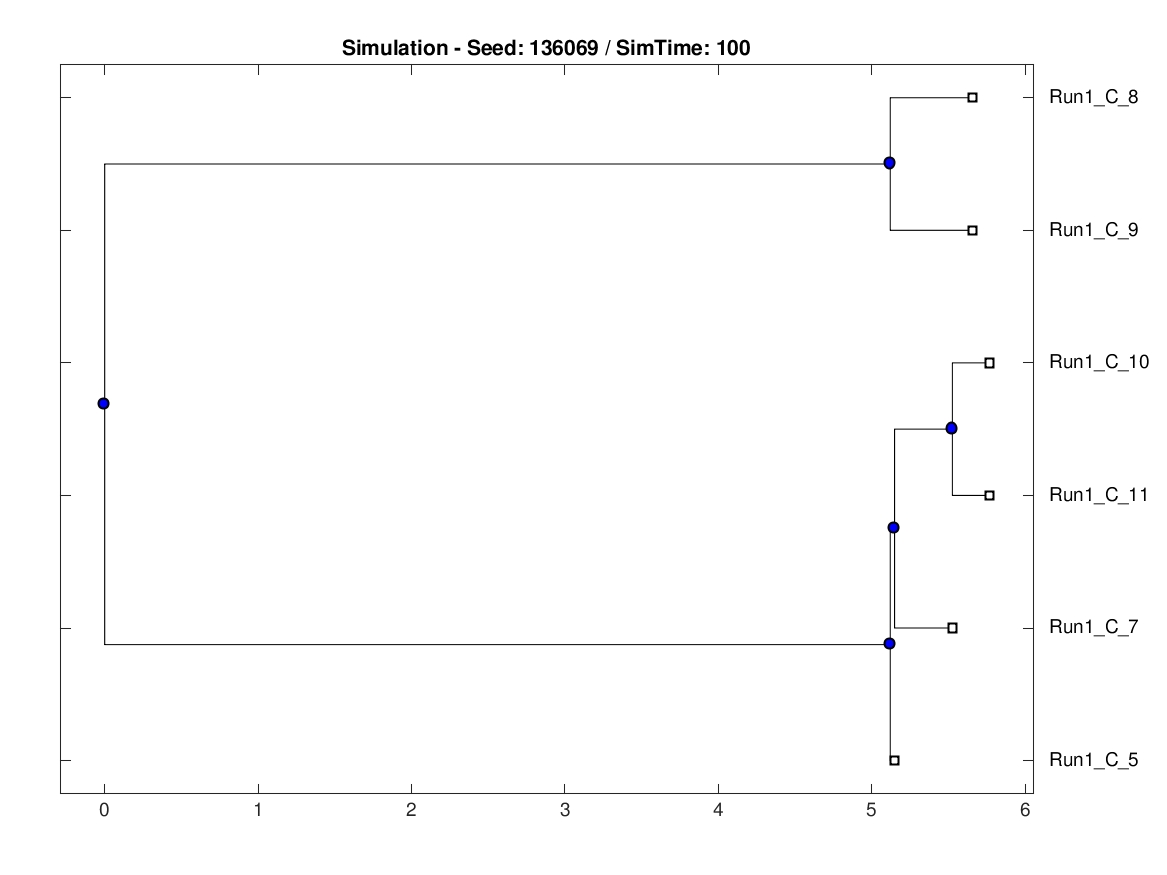 Simulation - Seed: 136069 / SimTime: 100
Run1_C_8
Run1_C_9
Run1_C_10
Run1_C_11
Run1_C_7
Run1_C_5
0 1 2 3 4 5 6